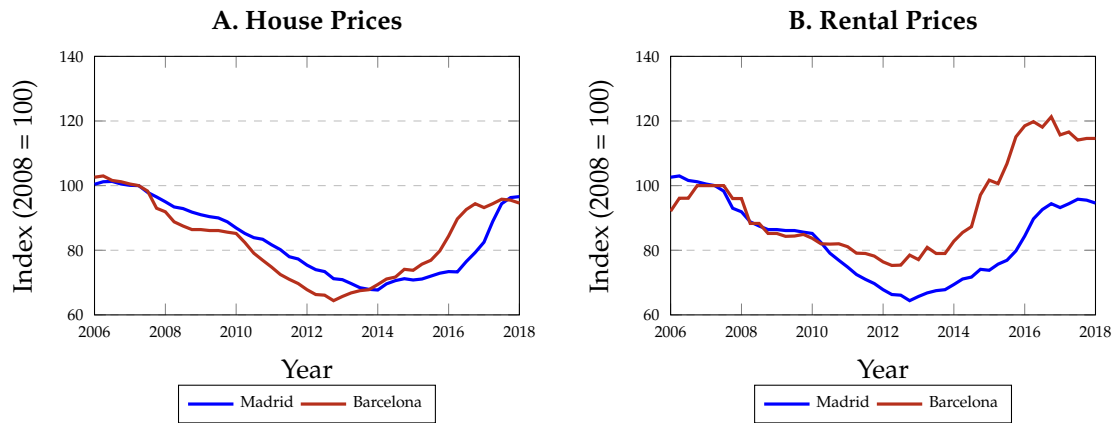 A. House Prices
Index (2008 = 100)
140
120
100
80
60
2006 2008 2010 2012 2014 2016 2018
Year
Madrid Barcelona
B. Rental Prices
Index (2008 = 100)
140
120
100
80
60
2006 2008 2010 2012 2014 2016 2018
Year
Madrid Barcelona